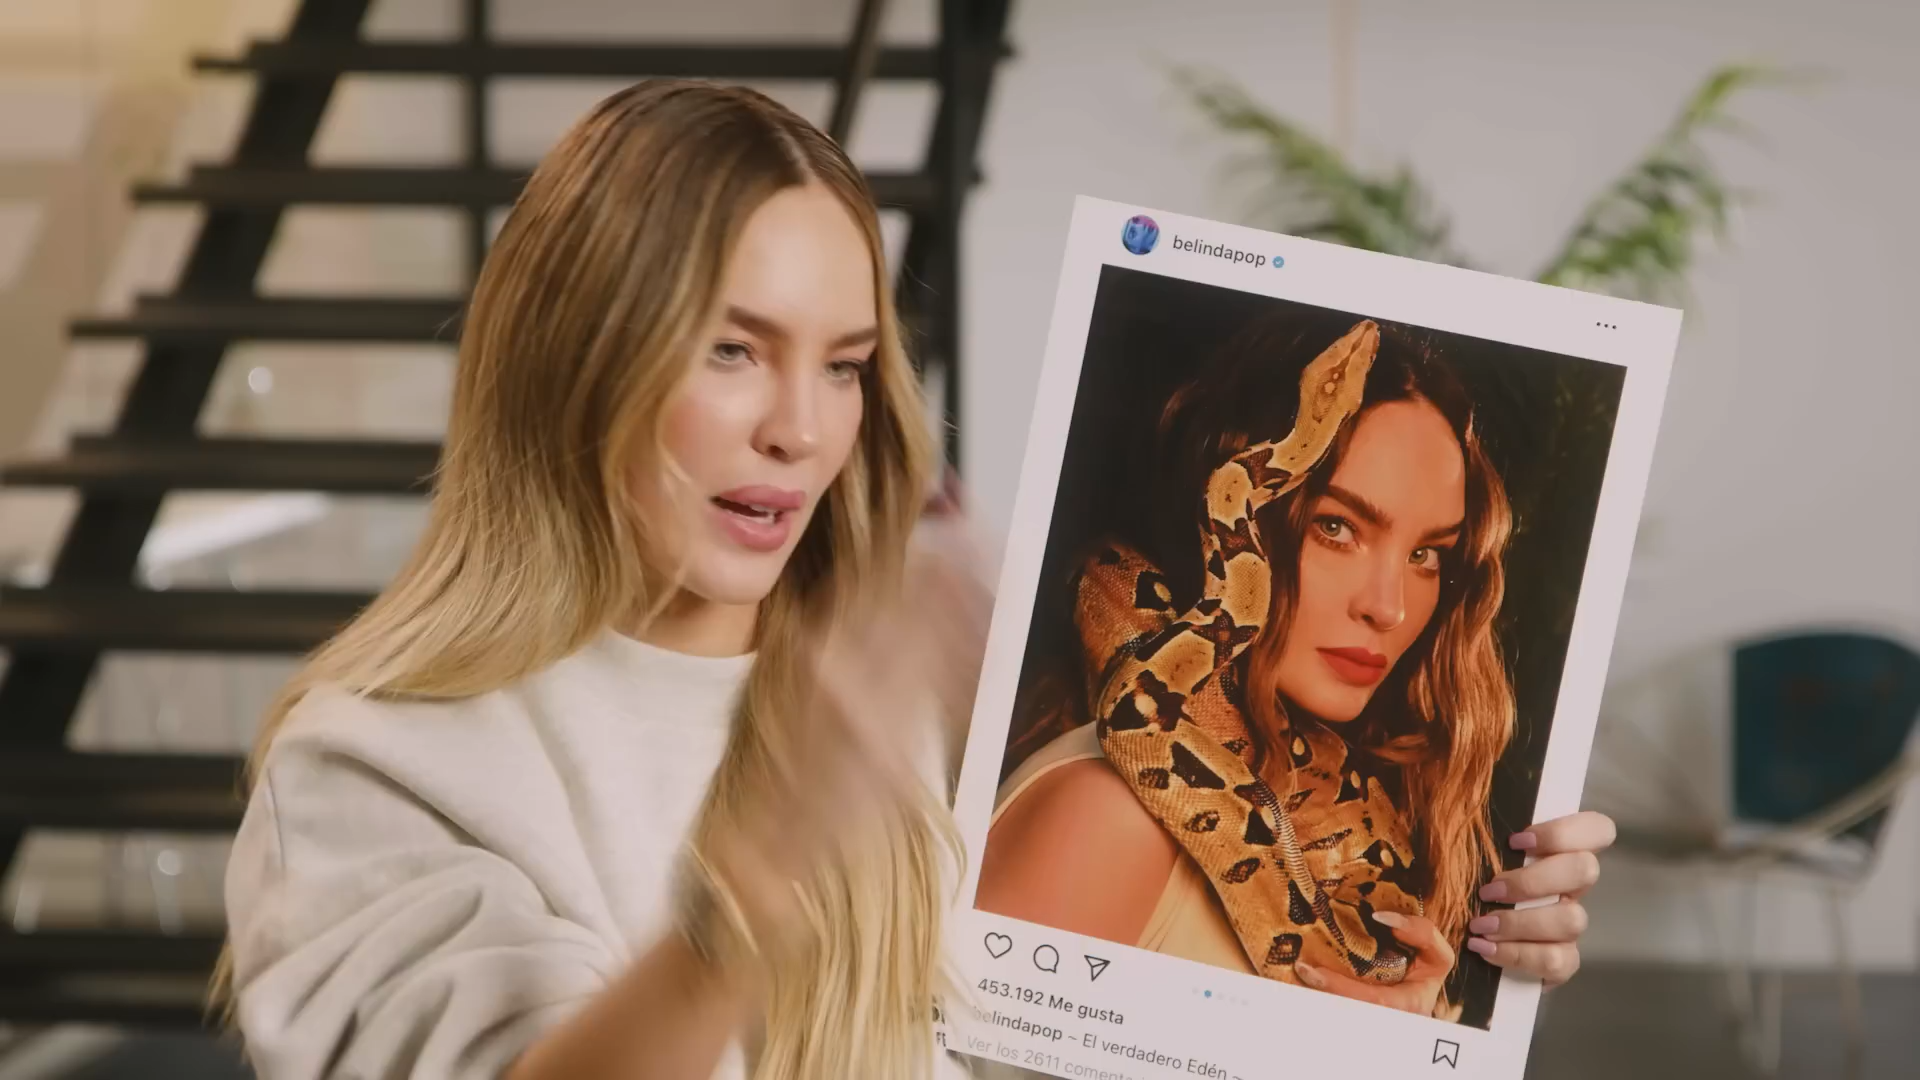 belindapop
453.192 Me gusta
belindapop ~ El verdadero Edén ~
Ver los 2611